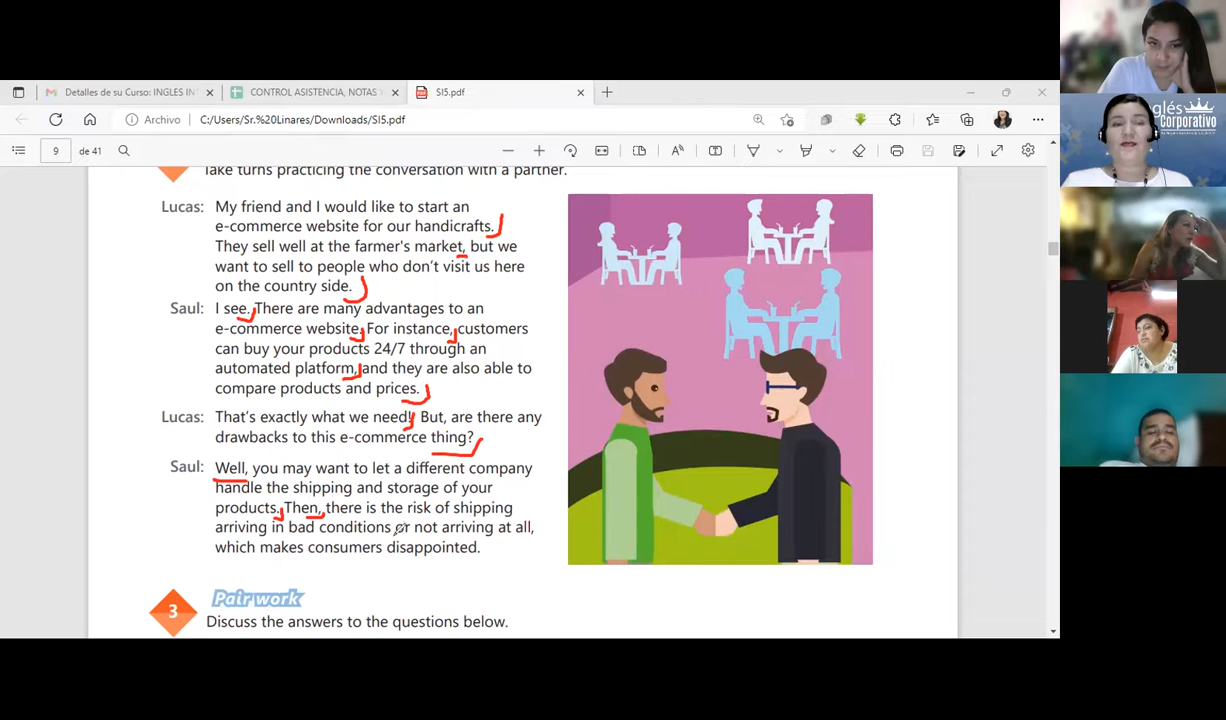 Detalles de su Curso: INGLES IN
CONTROL ASISTENCIA, NOTAS Y
SI5.pdf
Archivo
C:/Users/Sr.%20Linares/Downloads/SI5.pdf
9 de 41
Take turns practicing the conversation with a partner.
Lucas: My friend and I would like to start an
e-commerce website for our handicrafts.
They sell well at the farmer's market, but we
want to sell to people who don't visit us here
on the country side.
Saul: I see. There are many advantages to an
e-commerce website. For instance, customers
can buy your products 24/7 through an
automated platform, and they are also able to
compare products and prices.
Lucas: That's exactly what we need! But, are there any
drawbacks to this e-commerce thing?
Saul: Well, you may want to let a different company
handle the shipping and storage of your
products. Then, there is the risk of shipping
arriving in bad conditions or not arriving at all,
which makes consumers disappointed.
3 Pair work
Discuss the answers to the questions below.
glés
Corporativo